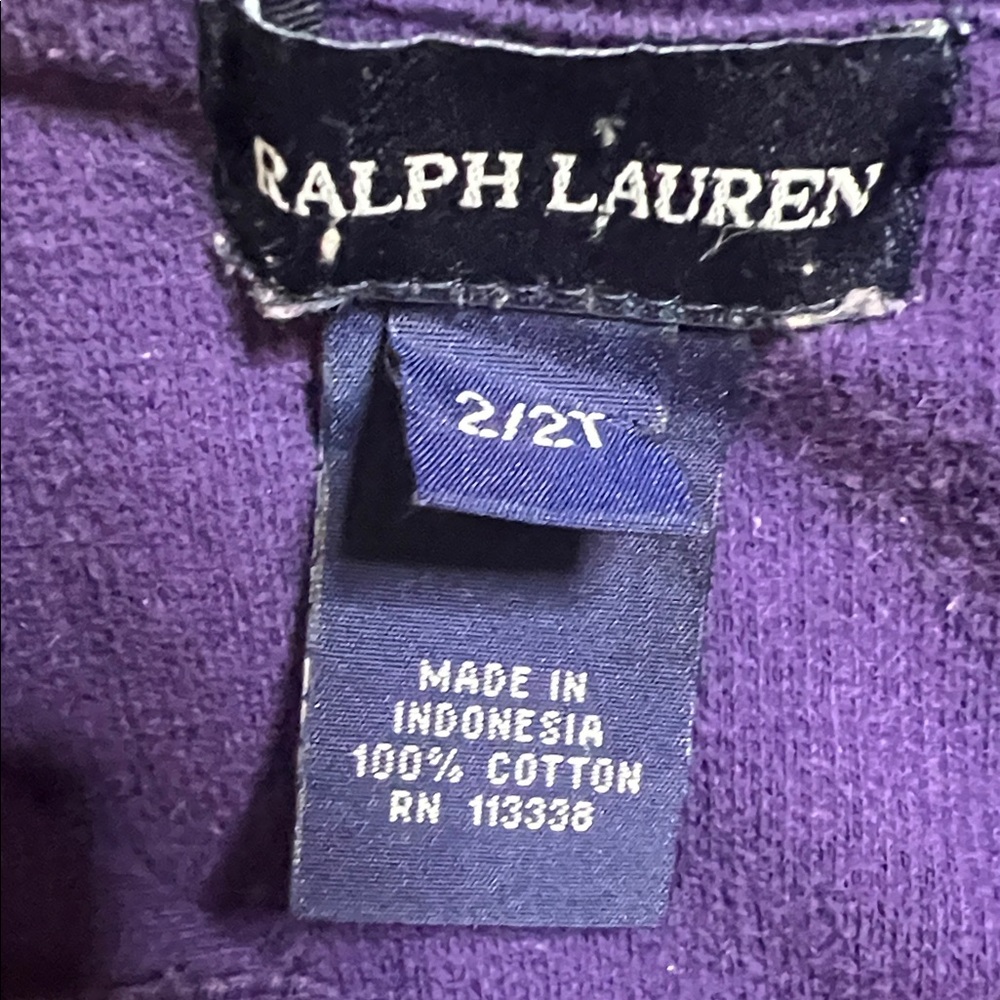 RALPH LAUREN
2/2T
MADE IN
INDONESIA
100% COTTON
RN 113338